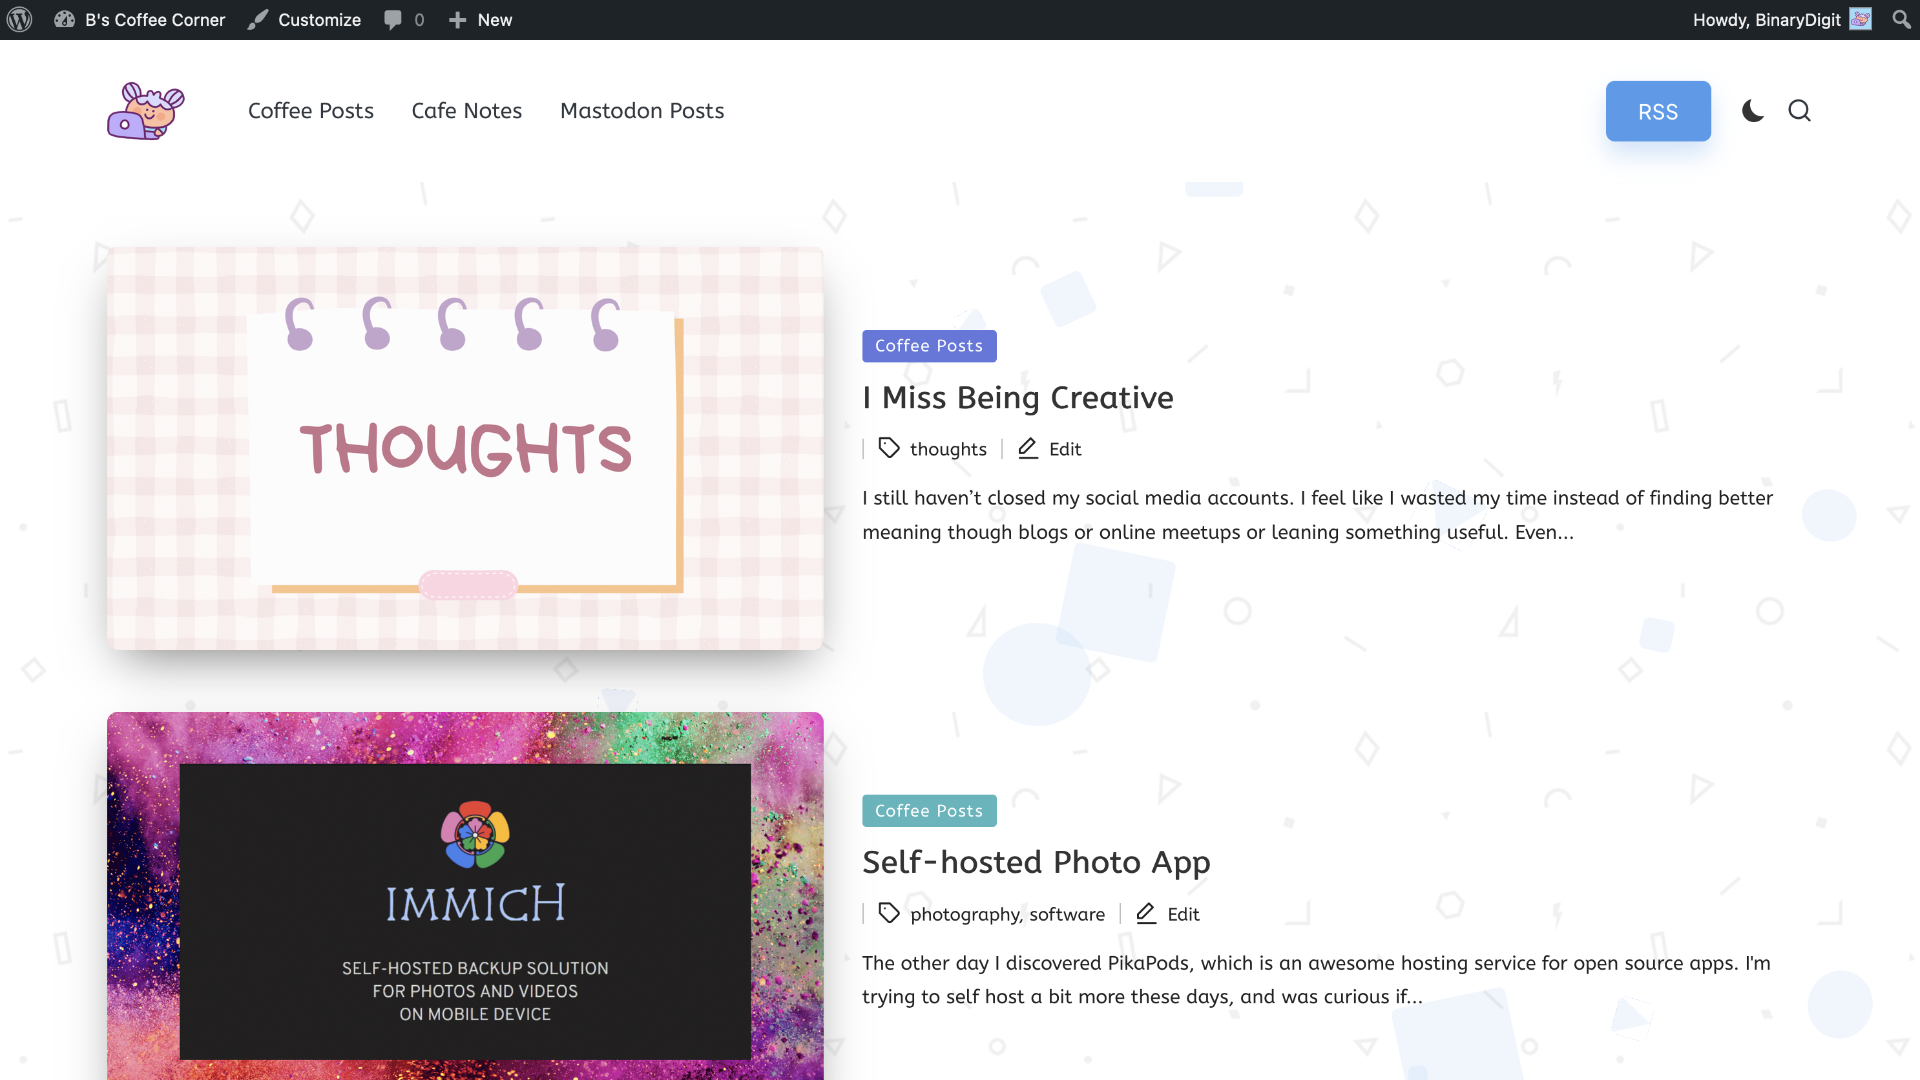 B's Coffee Corner Customize 0 New Howdy, BinaryDigit
Coffee Posts Cafe Notes Mastodon Posts RSS
THOUGHTS
Coffee Posts
I Miss Being Creative
thoughts Edit
I still haven’t closed my social media accounts. I feel like I wasted my time instead of finding better
meaning though blogs or online meetups or leaning something useful. Even...
IMMICH
SELF-HOSTED BACKUP SOLUTION
FOR PHOTOS AND VIDEOS
ON MOBILE DEVICE
Coffee Posts
Self-hosted Photo App
photography, software Edit
The other day I discovered PikaPods, which is an awesome hosting service for open source apps. I'm
trying to self host a bit more these days, and was curious if...